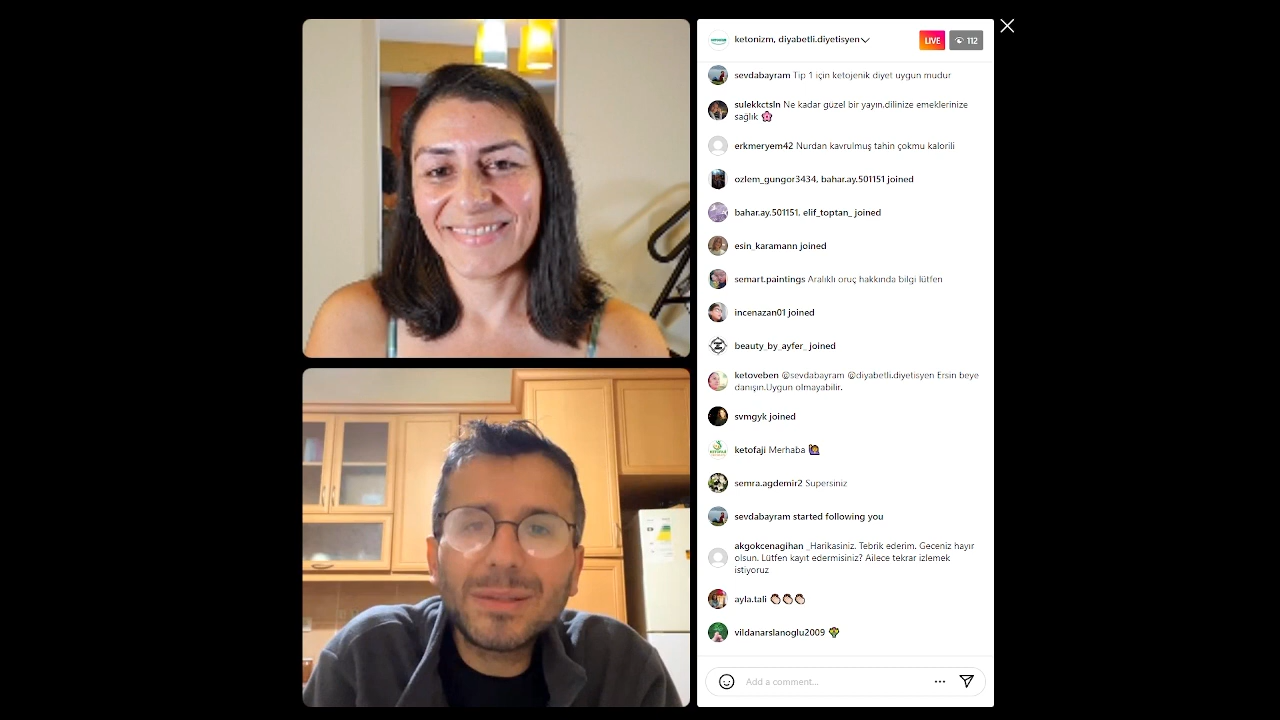 ketonizm, diyabetli.diyetisyen
LIVE
112
sevdabayram Tip 1 için ketojenik diyet uygun mudur
sulekkctsln Ne kadar güzel bir yayın.dilinize emeklerinize
sağlık
erkmeryem42 Nurdan kavrulmuş tahin çokmu kalorili
ozlem_gungor3434, bahar.ay.501151 joined
bahar.ay.501151, elif_toptan_ joined
esin_karamann joined
semart.paintings Aralıklı oruç hakkında bilgi lütfen
incenazan01 joined
beauty_by_ayfer_ joined
ketoveben @sevdabayram @diyabetli.diyetisyen Ersin beye
danışın.Uygun olmayabilir.
svmgyk joined
ketofaji Merhaba
semra.agdemir2 Supersiniz
sevdabayram started following you
akgokcenagihan _Harikasiniz. Tebrik ederim. Geceniz hayır
olsun. Lütfen kayıt edermisiniz? Ailece tekrar izlemek
istiyoruz
ayla.tali
vildanarslanoglu2009
Add a comment...